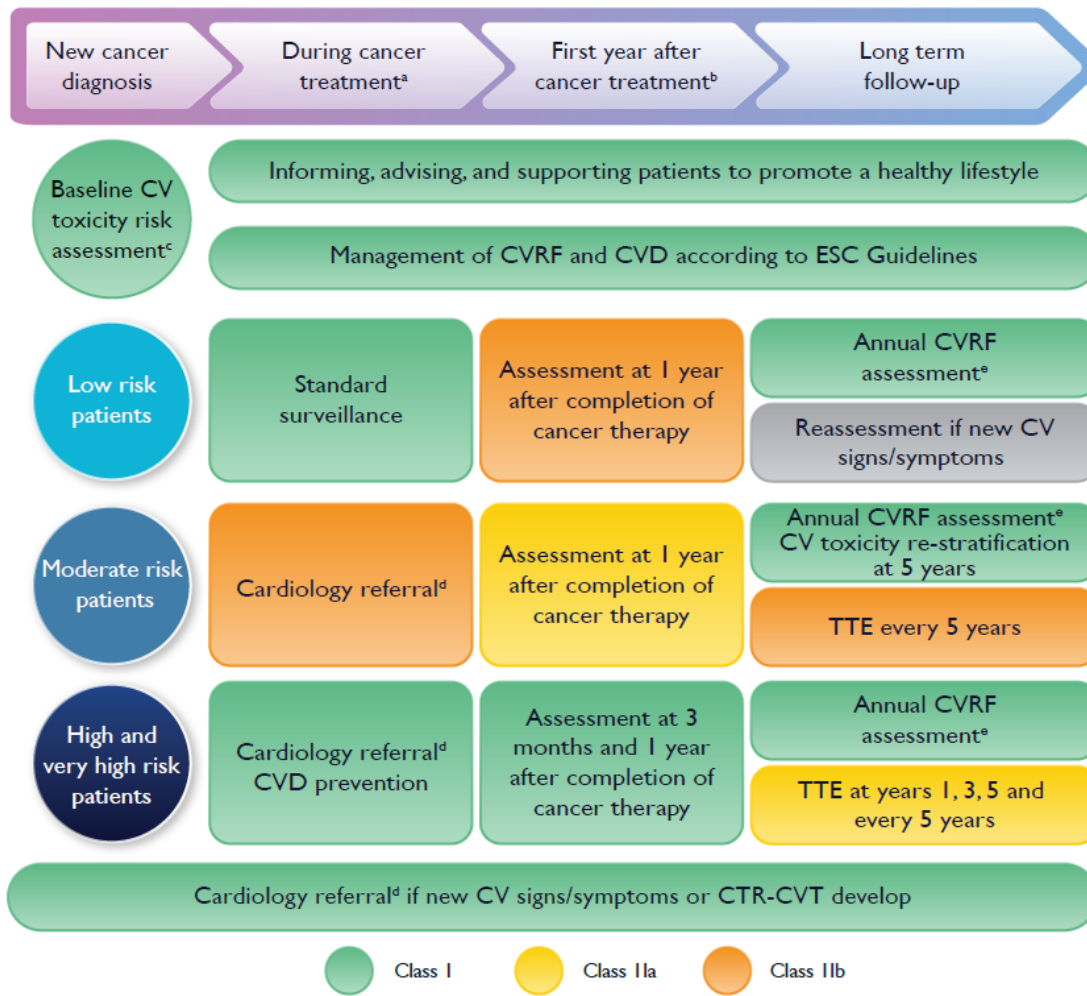 New cancer
diagnosis
During cancer
treatmentᵃ
First year after
cancer treatmentᵇ
Long term
follow-up
Baseline CV
toxicity risk
assessmentᶜ
Informing, advising, and supporting patients to promote a healthy lifestyle
Management of CVRF and CVD according to ESC Guidelines
Low risk
patients
Standard
surveillance
Assessment at 1 year
after completion of
cancer therapy
Annual CVRF
assessmentᵉ
Reassessment if new CV
signs/symptoms
Moderate risk
patients
Cardiology referralᵈ
Assessment at 1 year
after completion of
cancer therapy
Annual CVRF assessmentᵉ
CV toxicity re-stratification
at 5 years
TTE every 5 years
High and
very high risk
patients
Cardiology referralᵈ
CVD prevention
Assessment at 3
months and 1 year
after completion of
cancer therapy
Annual CVRF
assessmentᵉ
TTE at years 1, 3, 5 and
every 5 years
Cardiology referralᵈ if new CV signs/symptoms or CTR-CVT develop
Class I
Class IIa
Class IIb